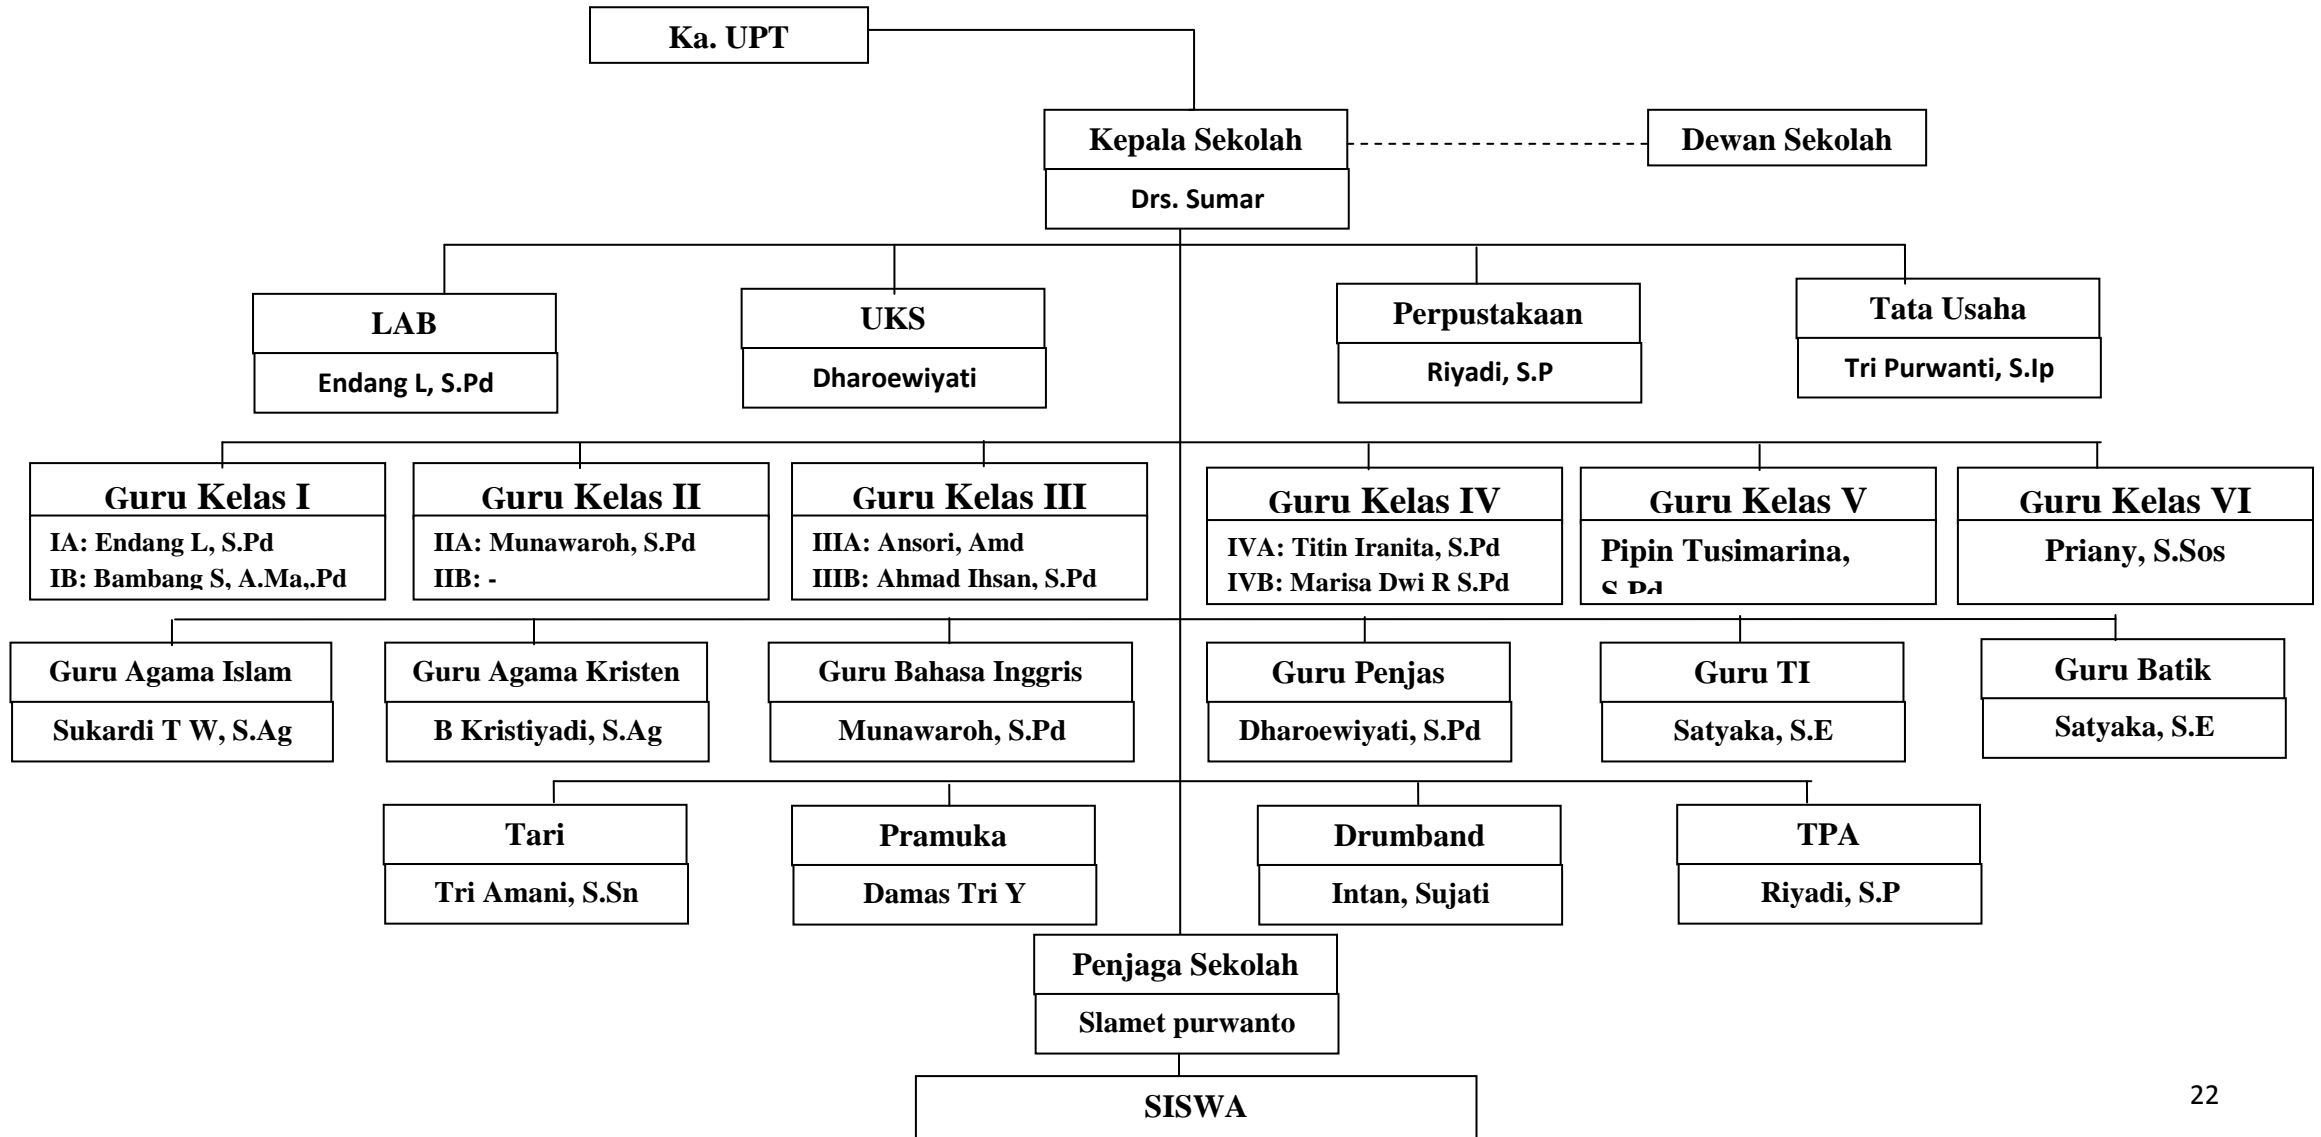 Ka. UPT
Kepala Sekolah
Dewan Sekolah
Drs. Sumar
LAB
UKS
Perpustakaan
Tata Usaha
Endang L, S.Pd
Dharoewiyati
Riyadi, S.P
Tri Purwanti, S.Ip
Guru Kelas I
IA: Endang L, S.Pd
IB: Bambang S, A.Ma,.Pd
Guru Kelas II
IIA: Munawaroh, S.Pd
IIB: -
Guru Kelas III
IIIA: Ansori, Amd
IIIB: Ahmad Ihsan, S.Pd
Guru Kelas IV
IVA: Titin Iranita, S.Pd
IVB: Marisa Dwi R S.Pd
Guru Kelas V
Pipin Tusimarina,
S.Pd
Guru Kelas VI
Priany, S.Sos
Guru Agama Islam
Sukardi T W, S.Ag
Guru Agama Kristen
B Kristiyadi, S.Ag
Guru Bahasa Inggris
Munawaroh, S.Pd
Guru Penjas
Dharoewiyati, S.Pd
Guru TI
Satyaka, S.E
Guru Batik
Satyaka, S.E
Tari
Tri Amani, S.Sn
Pramuka
Damas Tri Y
Drumband
Intan, Sujati
TPA
Riyadi, S.P
Penjaga Sekolah
Slamet purwanto
SISWA
22